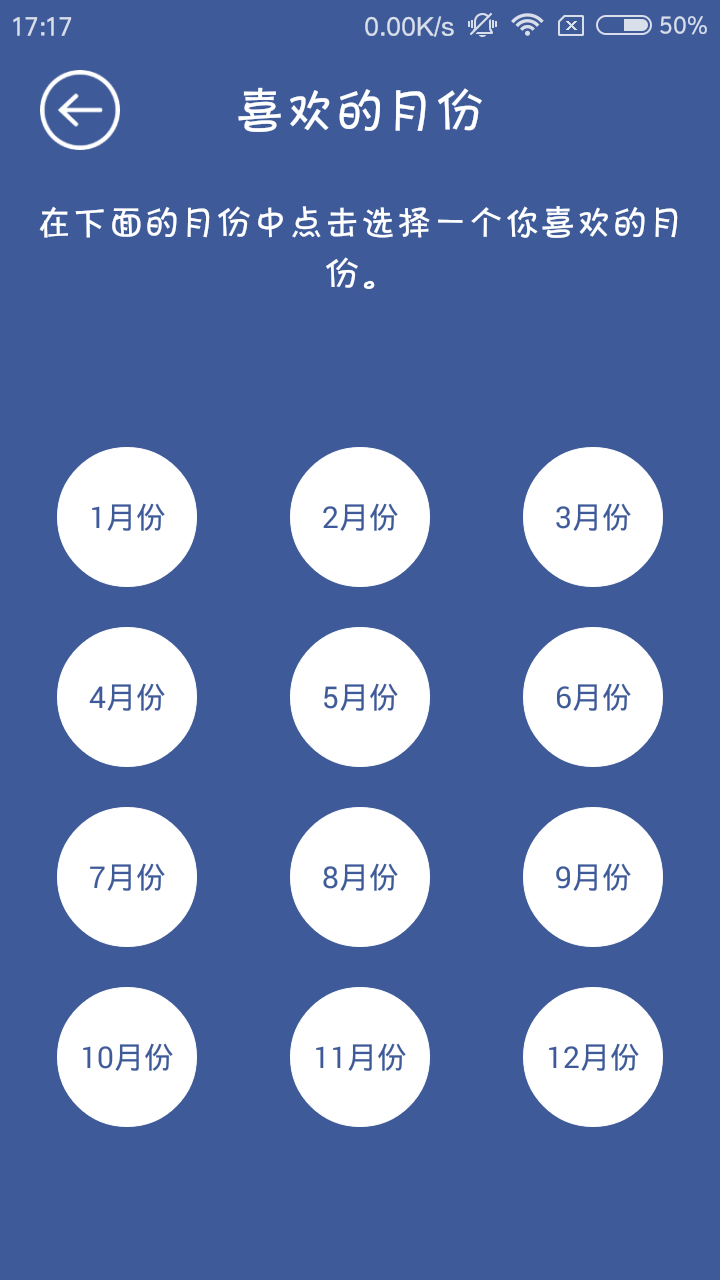 17:17 0.00K/s 50%
喜欢的月份
在下面的月份中点击选择一个你喜欢的月
份。
1月份 2月份 3月份
4月份 5月份 6月份
7月份 8月份 9月份
10月份 11月份 12月份